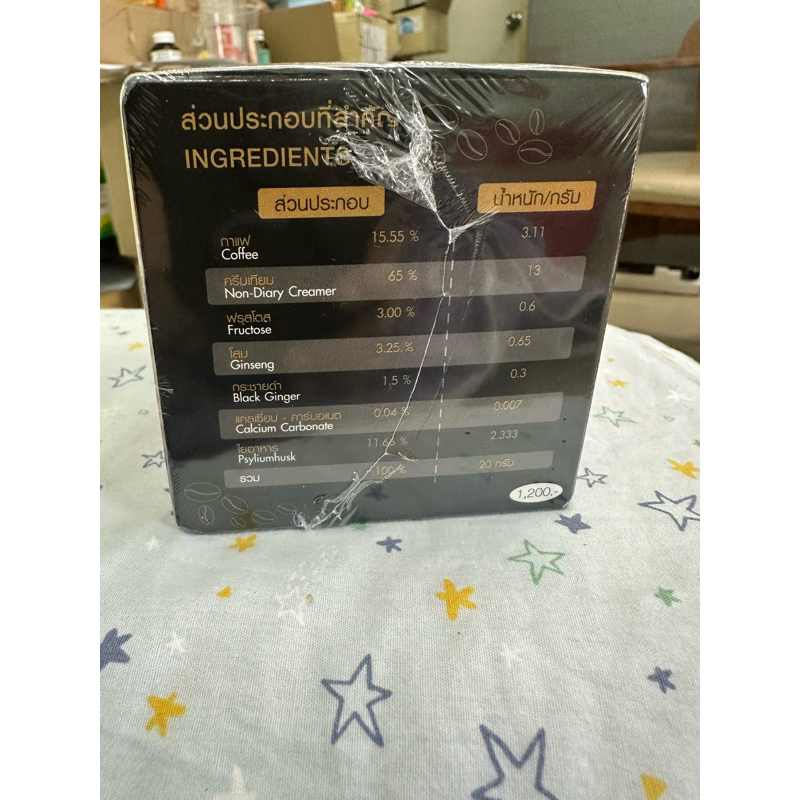 ส่วนประกอบที่สำคัญ
INGREDIENTS
ส่วนประกอบ น้ำหนัก/กรัม
กาแฟ 15.55 % 3.11
Coffee
ครีมเทียม 65 % 13
Non-Diary Creamer
ฟรุสโตส 3.00 % 0.6
Fructose
โสม 3.25 % 0.65
Ginseng
กระชายดำ 1.5 % 0.3
Black Ginger
แคลเซียม - คาร์บอเนต 0.04 % 0.007
Calcium Carbonate
ใยอาหาร 11.66 % 2.333
Psyliumhusk
รวม 100% 20 กรัม
1,200.-